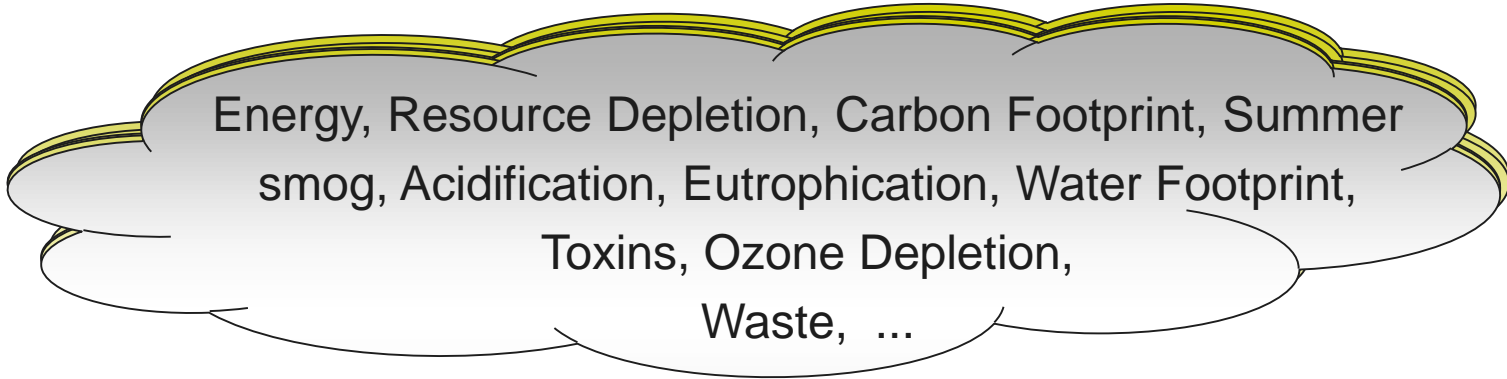 Energy, Resource Depletion, Carbon Footprint, Summer
smog, Acidification, Eutrophication, Water Footprint,
Toxins, Ozone Depletion,
Waste, ...